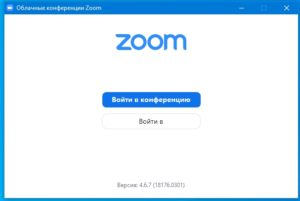 Облачные конференции Zoom
zoom
Войти в конференцию
Войти в
Версия: 4.6.7 (18176.0301)